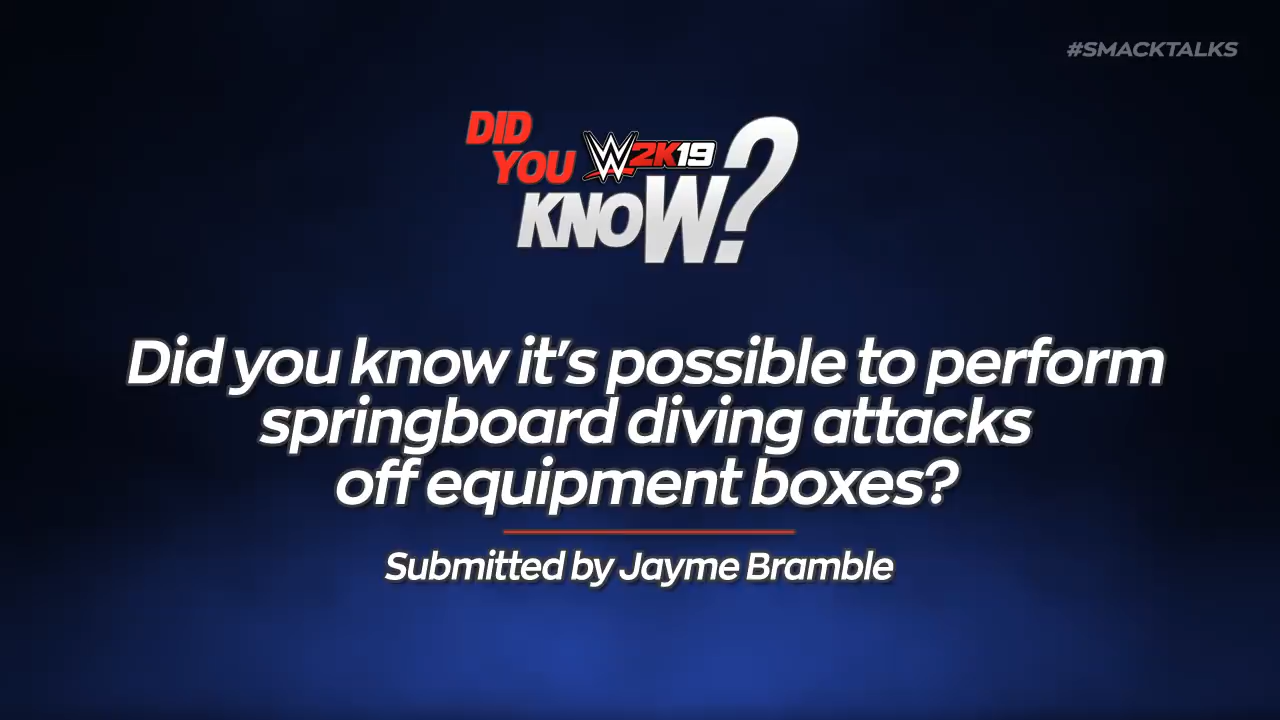 #SMACKTALKS
DID
YOU W 2K19
KNOW?
Did you know it's possible to perform
springboard diving attacks
off equipment boxes?
Submitted by Jayme Bramble